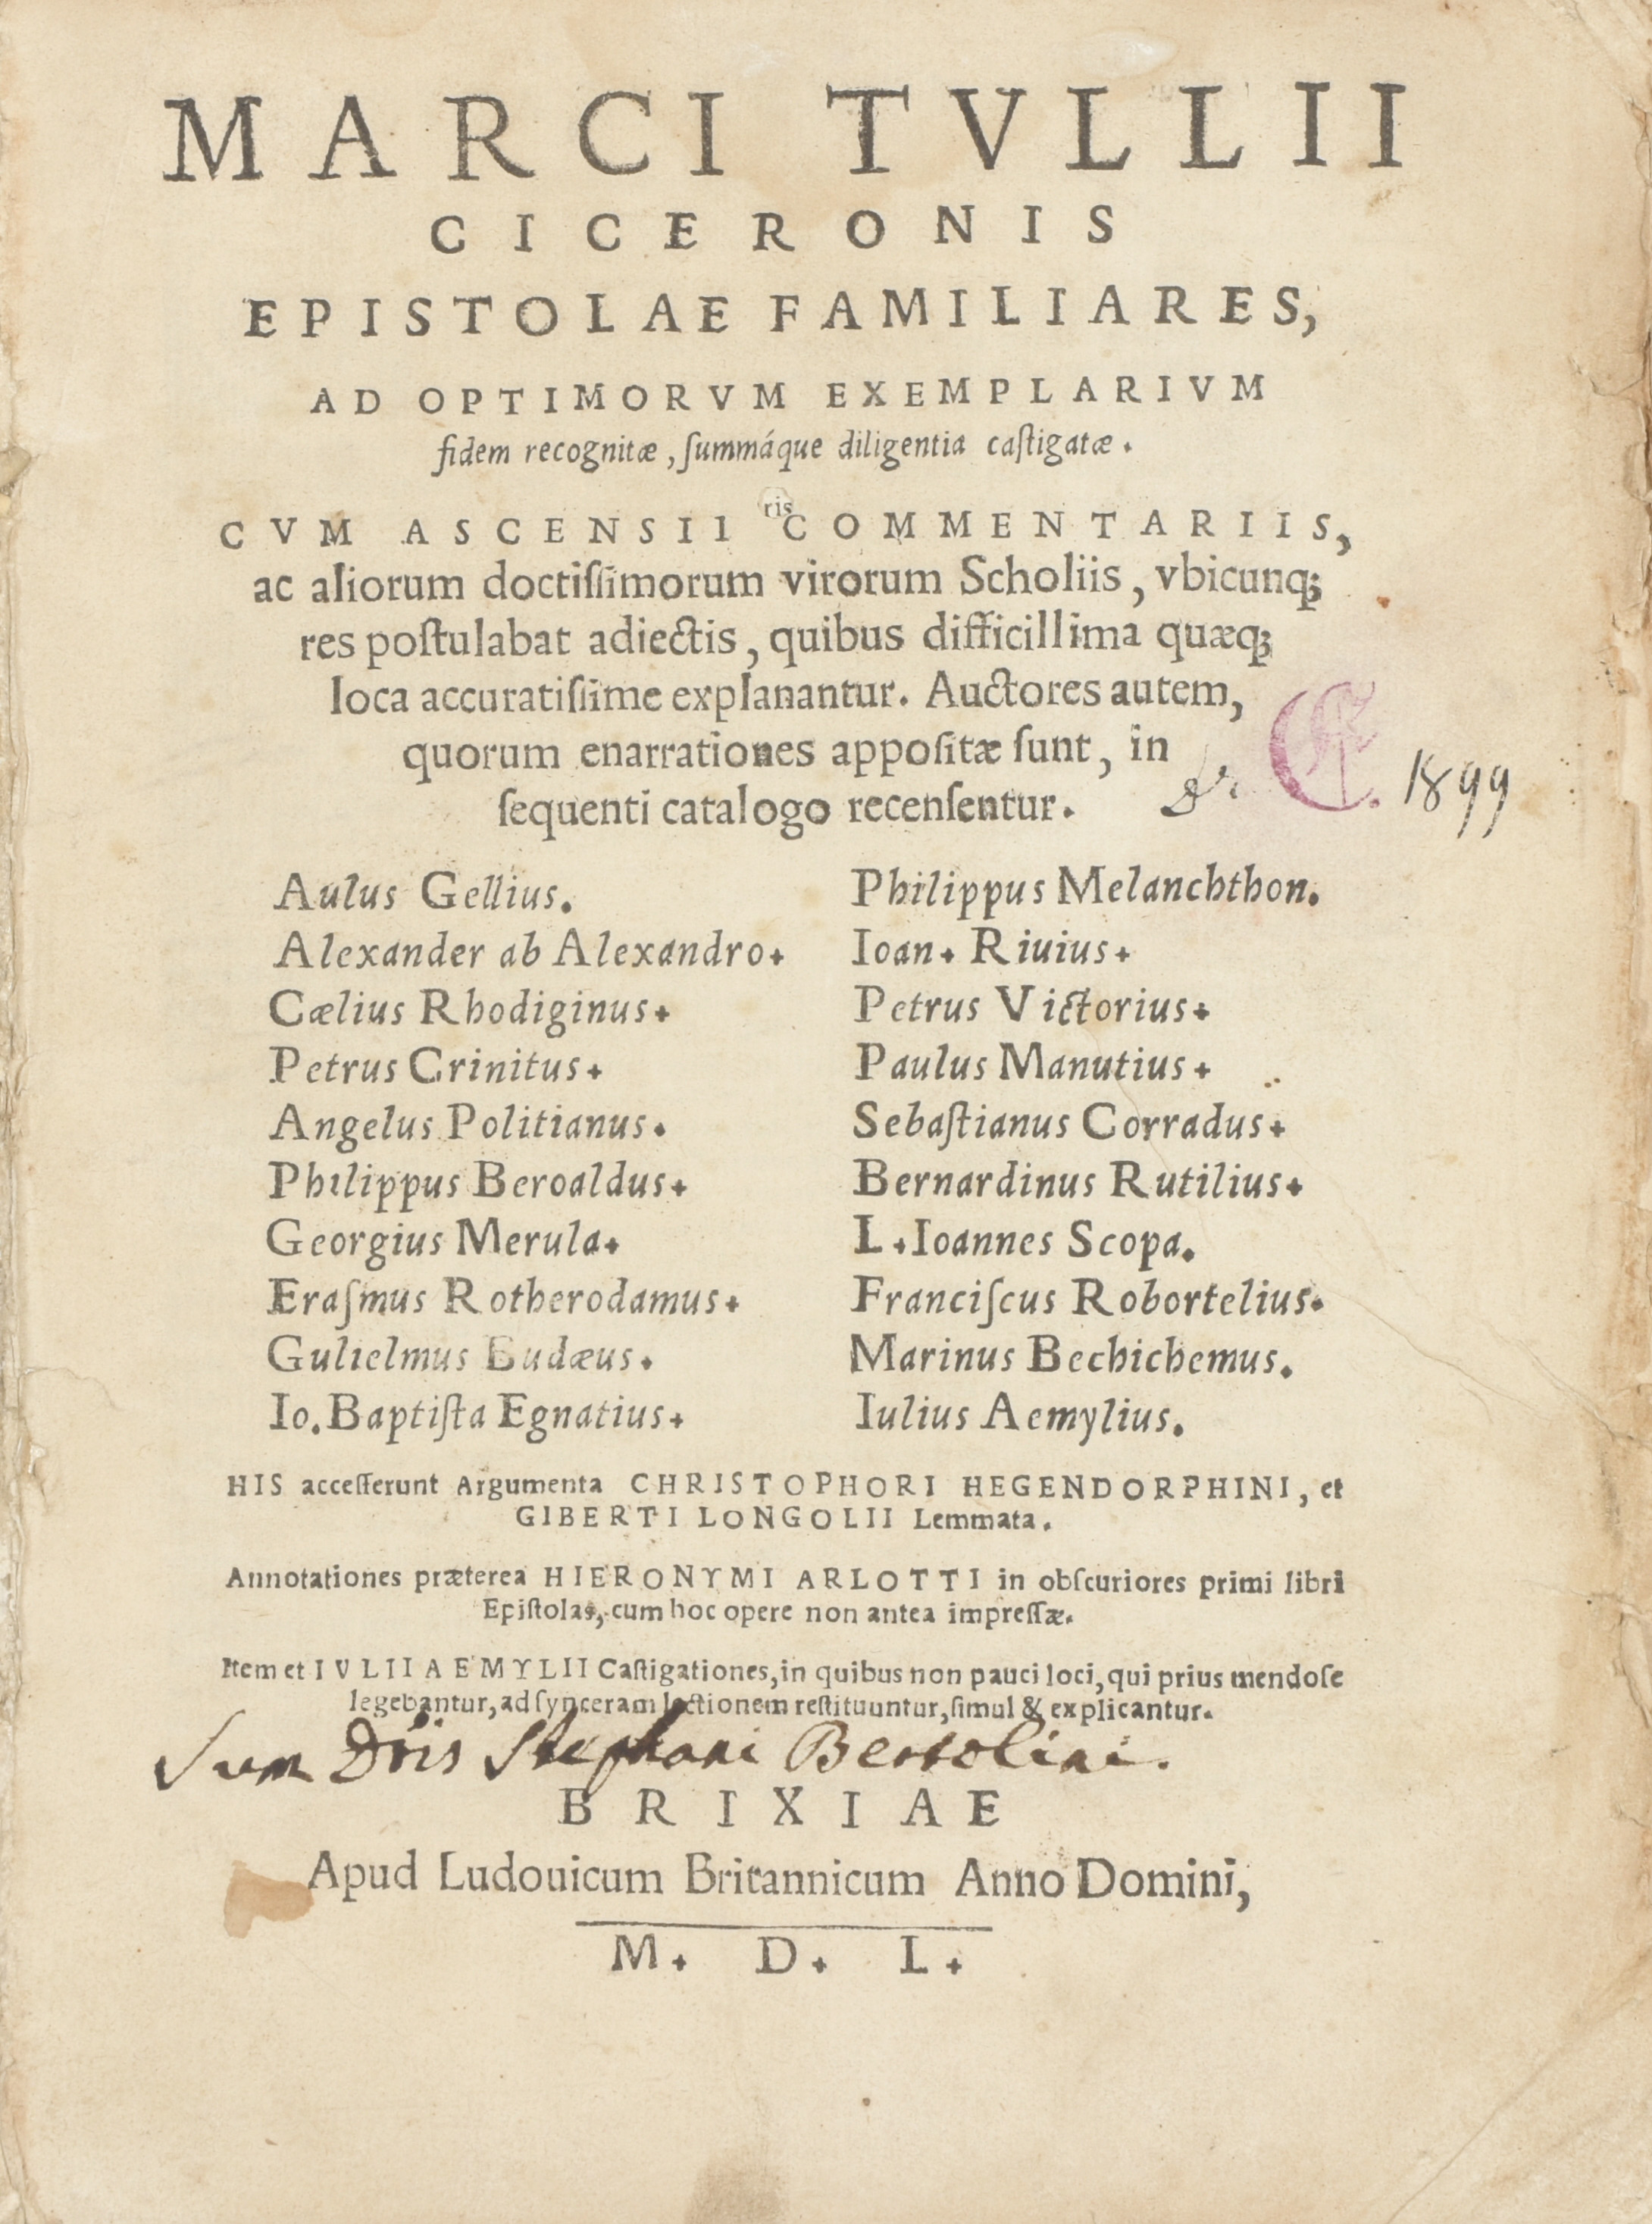 MARCI TVLLII
CICERONIS
EPISTOLAE FAMILIARES,
AD OPTIMORVM EXEMPLARIVM
fidem recognitæ, ſummáque diligentia caſtigatæ.
ris
CVM ASCENSII COMMENTARIIS,
ac aliorum doctiſſimorum virorum Scholiis, vbicunq;
res poſtulabat adiectis, quibus difficillima quæq;
loca accuratiſſime explanantur. Auctores autem,
quorum enarrationes appoſitæ ſunt, in
ſequenti catalogo recenſentur.
1899
Aulus Gellius.
Alexander ab Alexandro.
Cælius Rhodiginus.
Petrus Crinitus.
Angelus Politianus.
Philippus Beroaldus.
Georgius Merula.
Eraſmus Rotherodamus.
Gulielmus Budæus.
Io. Baptiſta Egnatius.
Philippus Melanchthon.
Ioan. Riuius.
Petrus Victorius.
Paulus Manutius.
Sebaſtianus Corradus.
Bernardinus Rutilius.
L. Ioannes Scopa.
Franciſcus Robortelius.
Marinus Bechichemus.
Iulius Aemylius.
HIS acceſſerunt Argumenta CHRISTOPHORI HEGENDORPHINI, et
GIBERTI LONGOLII Lemmata.
Annotationes præterea HIERONYMI ARLOTTI in obſcuriores primi libri
Epiſtolas, cum hoc opere non antea impreſſæ.
Item et IVLII AEMYLII Caſtigationes, in quibus non pauci loci, qui prius mendoſe
legebantur, ad ſynceram lectionem reſtituuntur, ſimul & explicantur.
Sum Dñis Stephani Bertolini.
BRIXIAE
Apud Ludouicum Britannicum Anno Domini,
M. D. L.